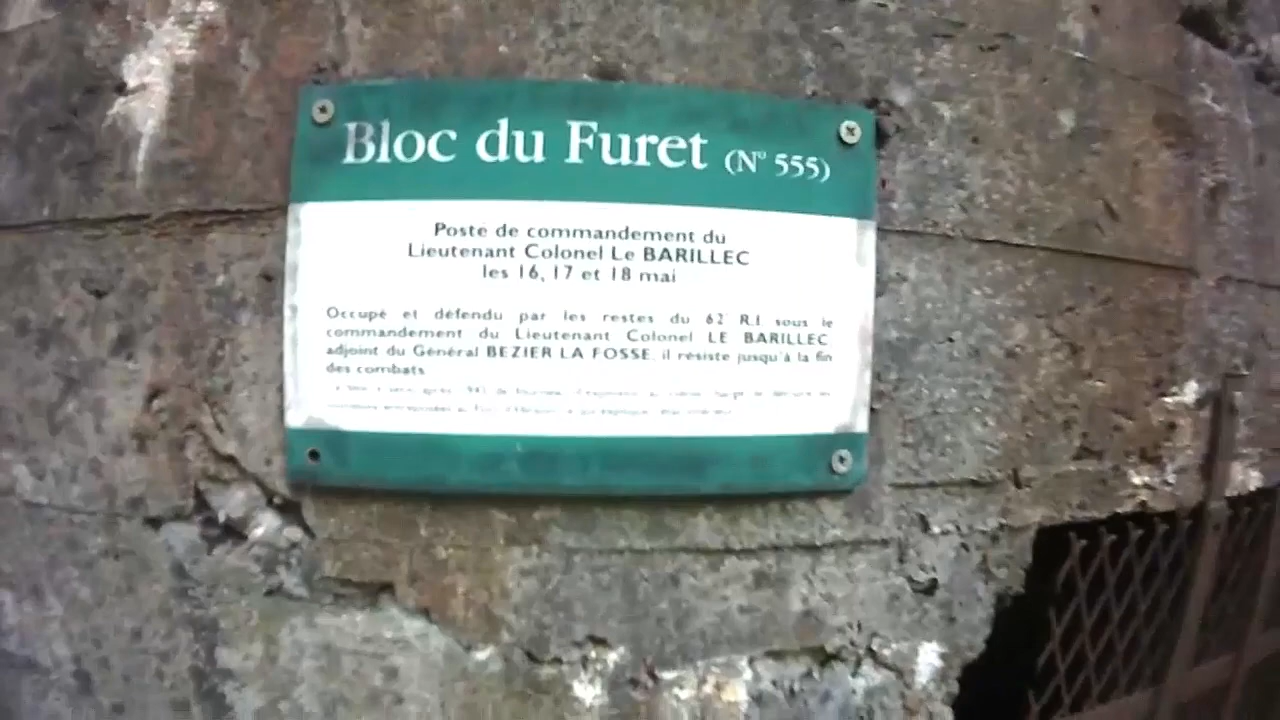 Bloc du Furet (N° 555)
Poste de commandement du
Lieutenant Colonel Le BARILLEC
les 16, 17 et 18 mai
Occupé et défendu par les restes du 62 R.I. sous le
commandement du Lieutenant Colonel LE BARILLEC
adjoint du Général BEZIER LA FOSSE, il résiste jusqu'à la fin
des combats